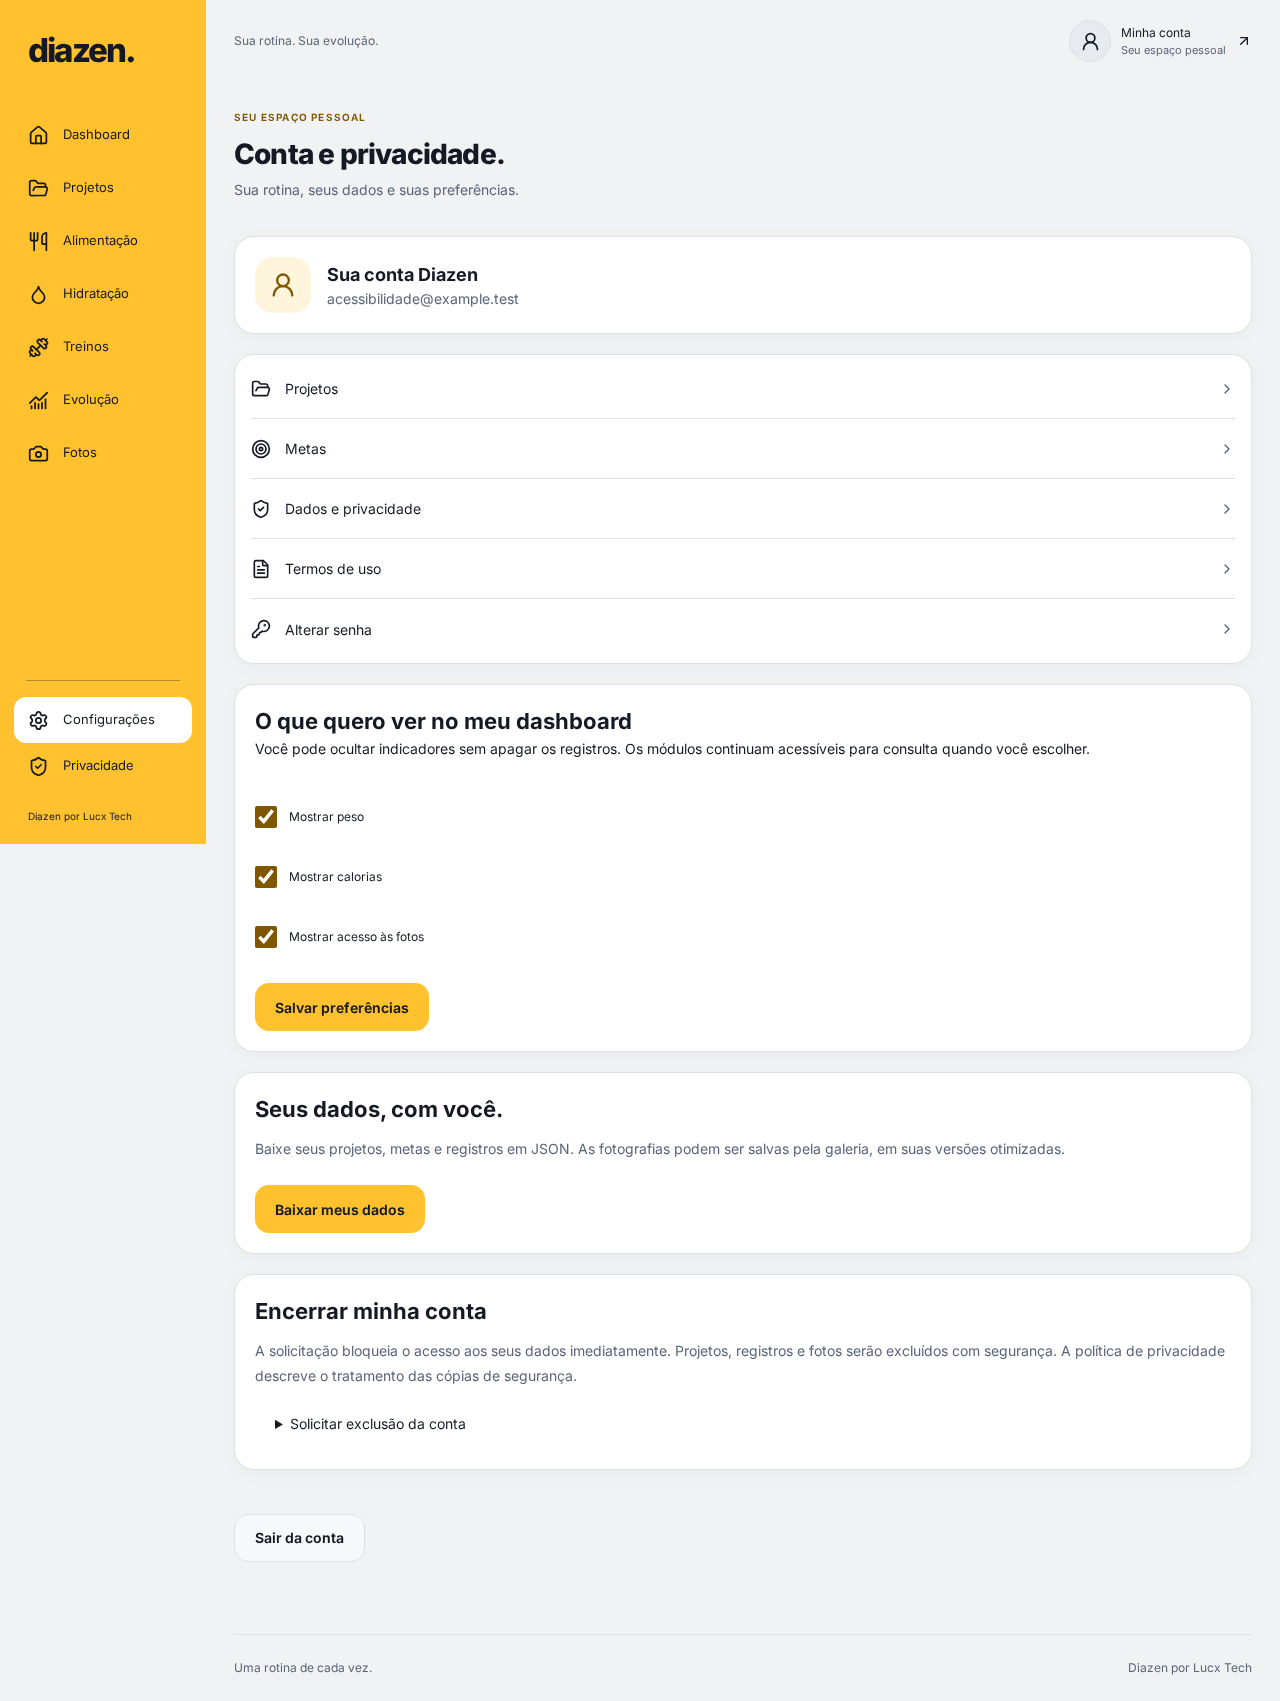 diazen.
Dashboard
Projetos
Alimentação
Hidratação
Treinos
Evolução
Fotos
Configurações
Privacidade
Diazen por Lucx Tech
Sua rotina. Sua evolução.
Minha conta
Seu espaço pessoal
SEU ESPAÇO PESSOAL
Conta e privacidade.
Sua rotina, seus dados e suas preferências.
Sua conta Diazen
acessibilidade@example.test
Projetos
Metas
Dados e privacidade
Termos de uso
Alterar senha
O que quero ver no meu dashboard
Você pode ocultar indicadores sem apagar os registros. Os módulos continuam acessíveis para consulta quando você escolher.
Mostrar peso
Mostrar calorias
Mostrar acesso às fotos
Salvar preferências
Seus dados, com você.
Baixe seus projetos, metas e registros em JSON. As fotografias podem ser salvas pela galeria, em suas versões otimizadas.
Baixar meus dados
Encerrar minha conta
A solicitação bloqueia o acesso aos seus dados imediatamente. Projetos, registros e fotos serão excluídos com segurança. A política de privacidade
descreve o tratamento das cópias de segurança.
Solicitar exclusão da conta
Sair da conta
Uma rotina de cada vez.
Diazen por Lucx Tech